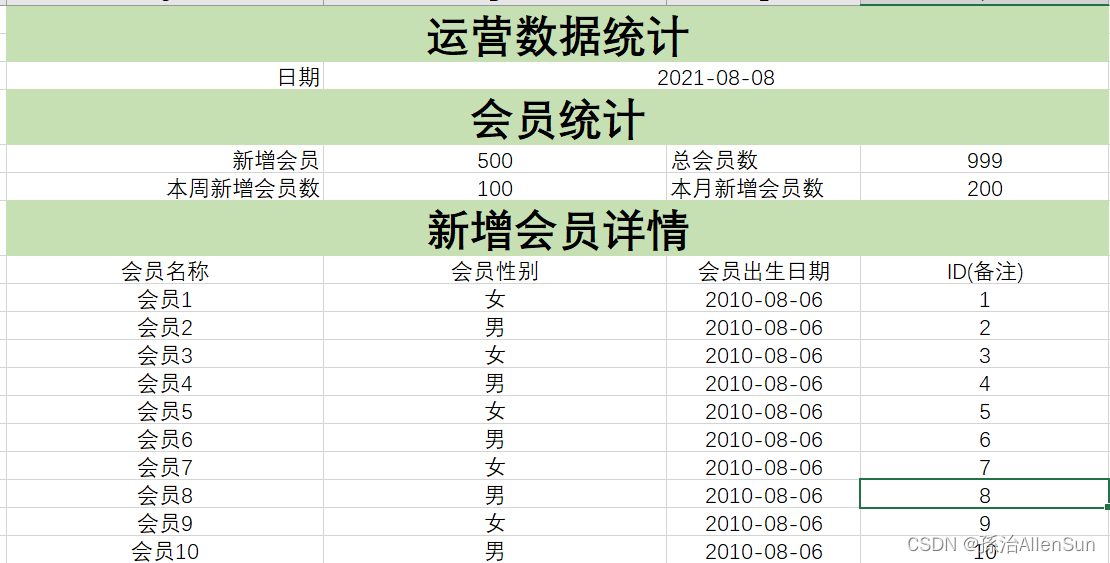 运营数据统计
日期 2021-08-08
会员统计
新增会员 500 总会员数 999
本周新增会员数 100 本月新增会员数 200
新增会员详情
会员名称 会员性别 会员出生日期 ID(备注)
会员1 女 2010-08-06 1
会员2 男 2010-08-06 2
会员3 女 2010-08-06 3
会员4 男 2010-08-06 4
会员5 女 2010-08-06 5
会员6 男 2010-08-06 6
会员7 女 2010-08-06 7
会员8 男 2010-08-06 8
会员9 女 2010-08-06 9
会员10 男 2010-08-06 10
CSDN @孫治AllenSun